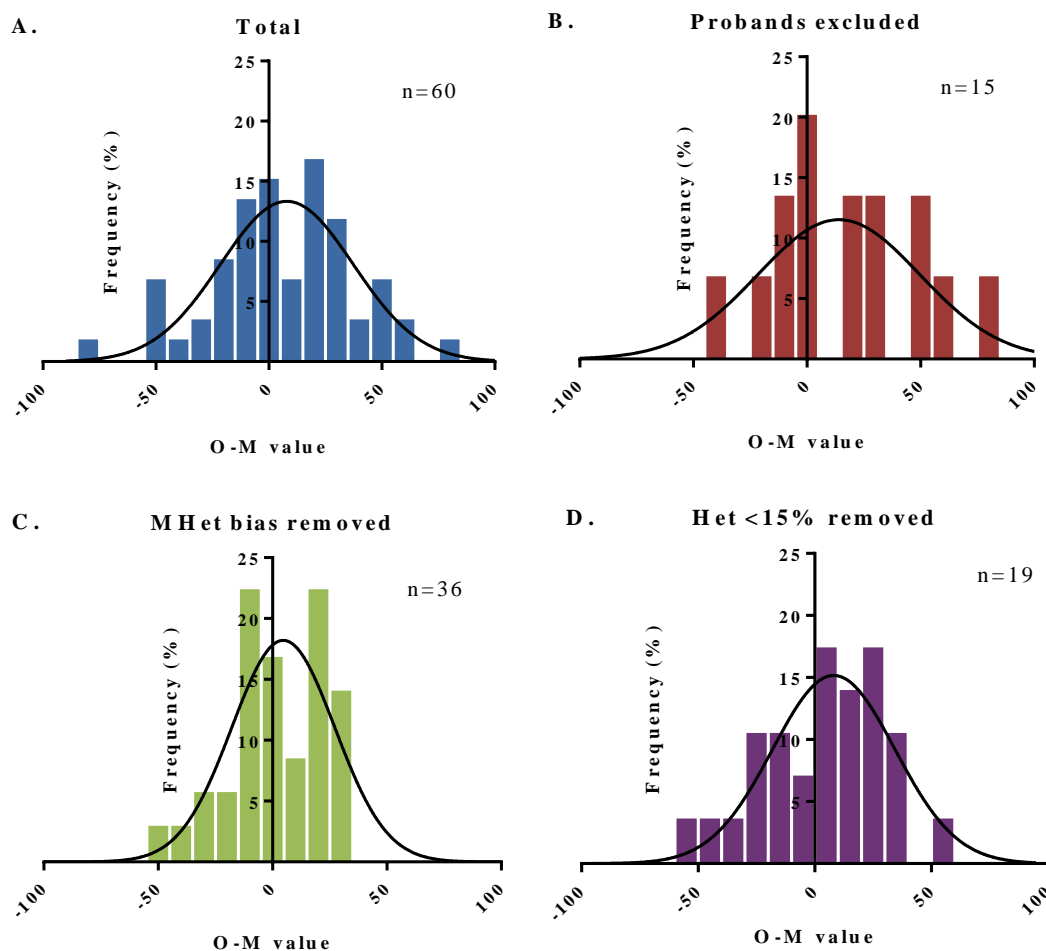 A. Total
n=60
Frequency (%)
25
20
15
10
5
-100 -50 0 50 100
O-M value
B. Probands excluded
n=15
Frequency (%)
25
20
15
10
5
-100 -50 0 50 100
O-M value
C. MHet bias removed
n=36
Frequency (%)
25
20
15
10
5
-100 -50 0 50 100
O-M value
D. Het <15% removed
n=19
Frequency (%)
25
20
15
10
5
-100 -50 0 50 100
O-M value